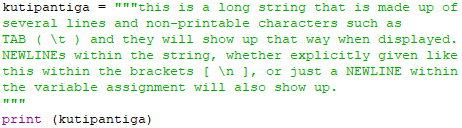 kutipantiga = """this is a long string that is made up of
several lines and non-printable characters such as
TAB ( \t ) and they will show up that way when displayed.
NEWLINEs within the string, whether explicitly given like
this within the brackets [ \n ], or just a NEWLINE within
the variable assignment will also show up.
"""
print (kutipantiga)